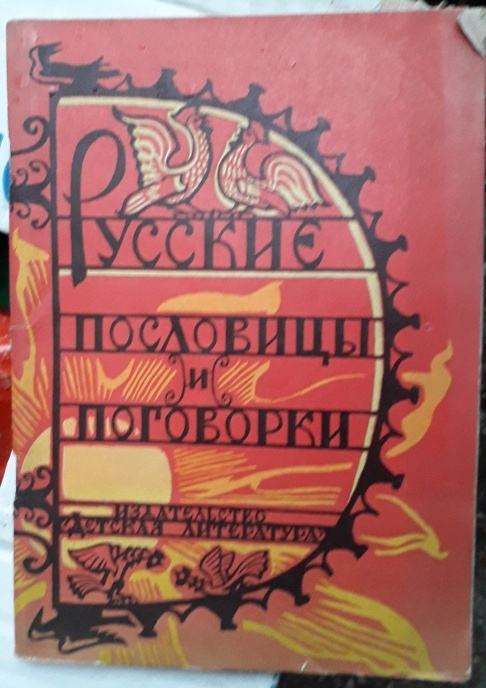 Русские
пословицы
и
поговорки
издательство
«Детская литература»